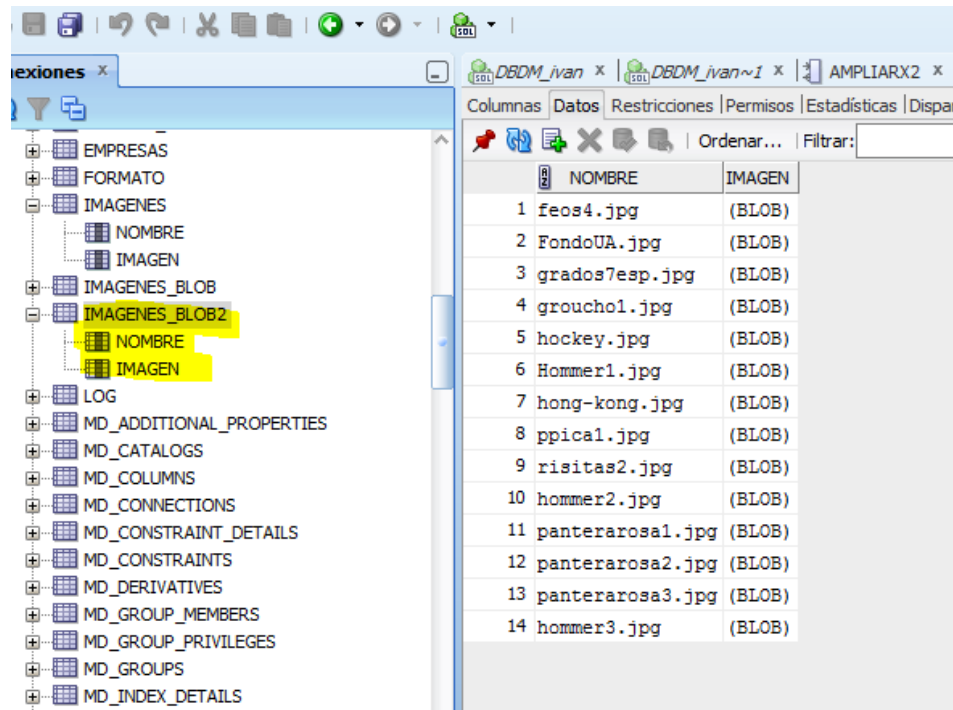 SQL
nexiones x
EMPRESAS
FORMATO
IMAGENES
NOMBRE
IMAGEN
IMAGENES_BLOB
IMAGENES_BLOB2
NOMBRE
IMAGEN
LOG
MD_ADDITIONAL_PROPERTIES
MD_CATALOGS
MD_COLUMNS
MD_CONNECTIONS
MD_CONSTRAINT_DETAILS
MD_CONSTRAINTS
MD_DERIVATIVES
MD_GROUP_MEMBERS
MD_GROUP_PRIVILEGES
MD_GROUPS
MD_INDEX_DETAILS
DBDM_ivan x DBDM_ivan~1 x AMPLIARX2 x
Columnas Datos Restricciones Permisos Estadísticas Dispar
Ordenar... Filtrar:
NOMBRE IMAGEN
1 feos4.jpg (BLOB)
2 FondoUA.jpg (BLOB)
3 grados7esp.jpg (BLOB)
4 groucho1.jpg (BLOB)
5 hockey.jpg (BLOB)
6 Hommer1.jpg (BLOB)
7 hong-kong.jpg (BLOB)
8 ppica1.jpg (BLOB)
9 risitas2.jpg (BLOB)
10 hommer2.jpg (BLOB)
11 panterarosa1.jpg (BLOB)
12 panterarosa2.jpg (BLOB)
13 panterarosa3.jpg (BLOB)
14 hommer3.jpg (BLOB)